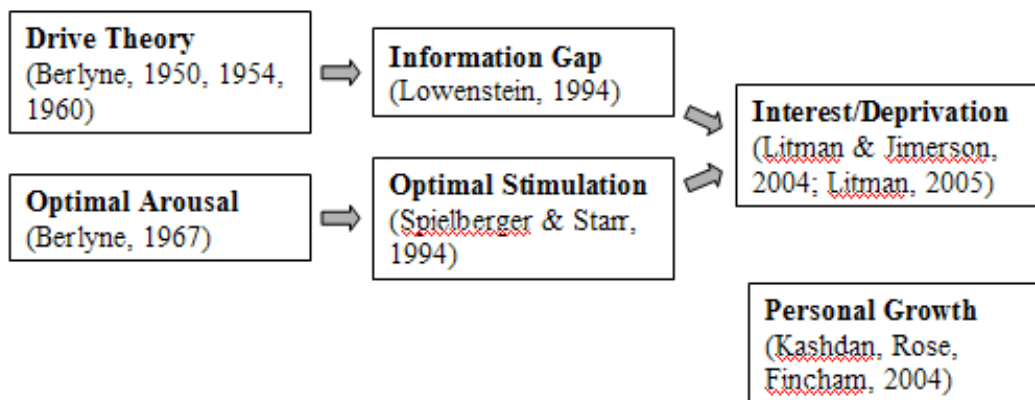 Drive Theory
(Berlyne, 1950, 1954,
1960)
Information Gap
(Lowenstein, 1994)
Interest/Deprivation
(Litman & Jimerson,
2004; Litman, 2005)
Optimal Arousal
(Berlyne, 1967)
Optimal Stimulation
(Spielberger & Starr,
1994)
Personal Growth
(Kashdan, Rose,
Fincham, 2004)